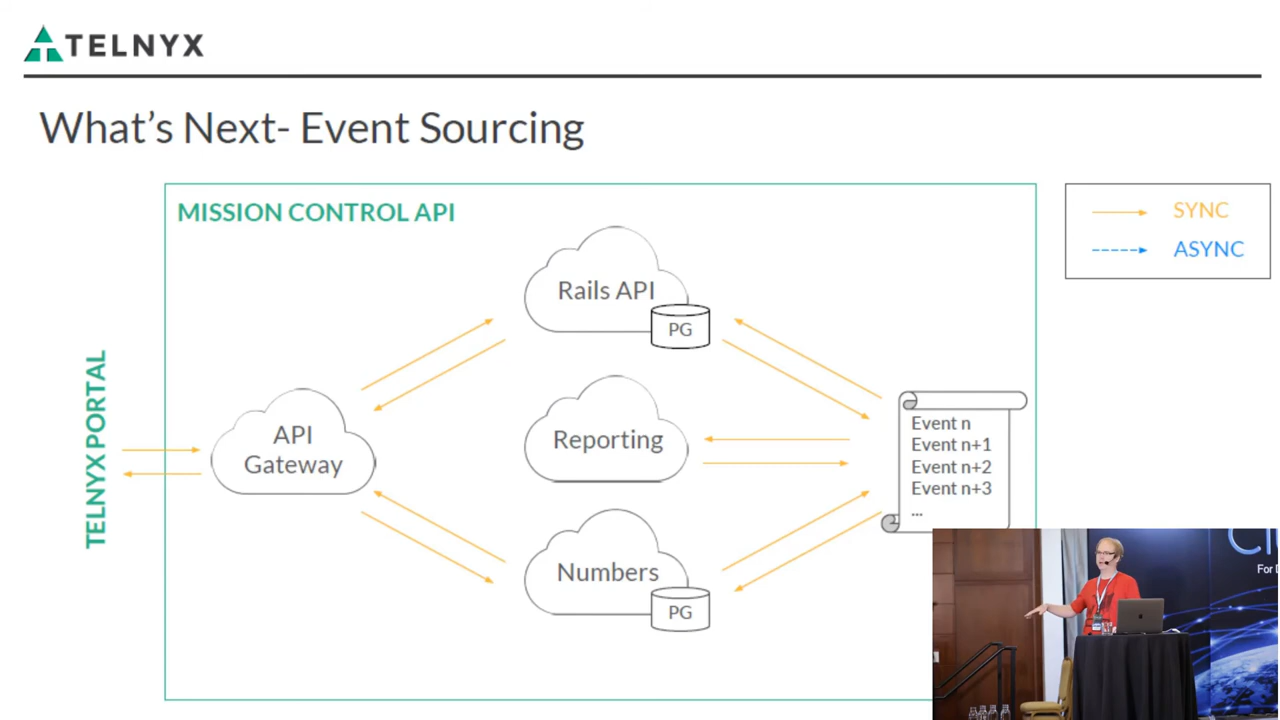 TELNYX
What's Next- Event Sourcing
MISSION CONTROL API
SYNC
ASYNC
Rails API
PG
TELNYX PORTAL
API
Gateway
Reporting
Event n
Event n+1
Event n+2
Event n+3
...
Numbers
PG
For